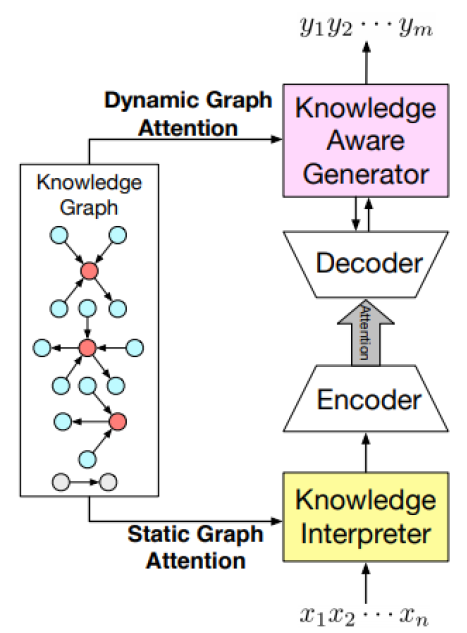 y₁y₂ ⋯ yₘ
Dynamic Graph
Attention
Knowledge
Aware
Generator
Knowledge
Graph
Decoder
Attention
Encoder
Knowledge
Interpreter
Static Graph
Attention
x₁x₂ ⋯ xₙ